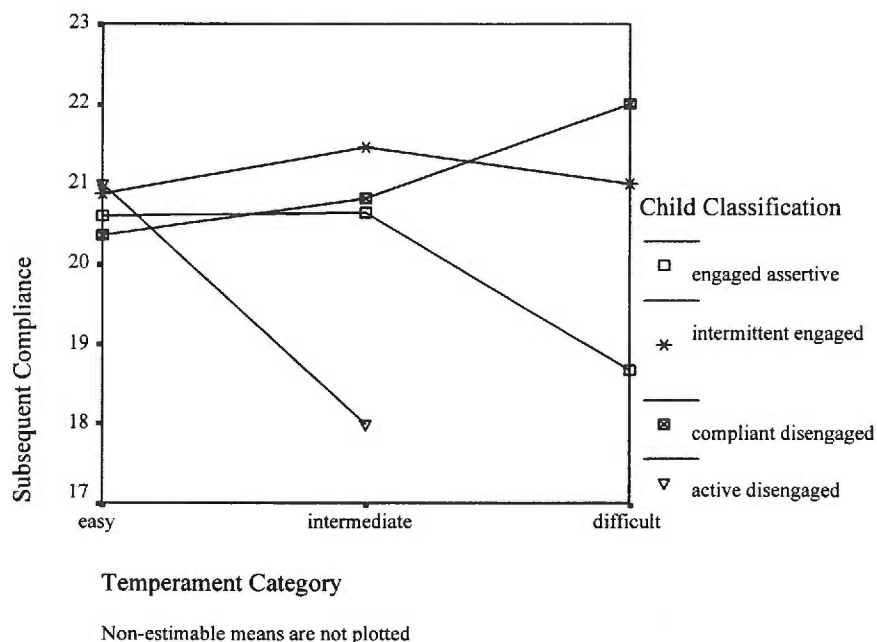 23
22
21
20
19
18
17
Subsequent Compliance
easy intermediate difficult
Temperament Category
Non-estimable means are not plotted
Child Classification
engaged assertive
intermittent engaged
compliant disengaged
active disengaged